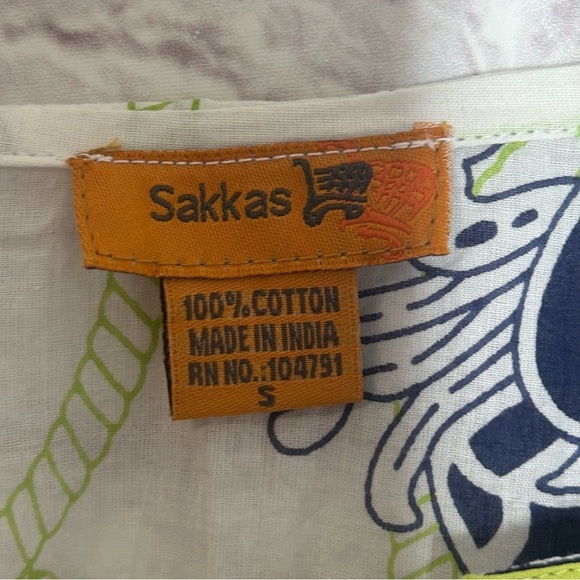 Sakkas
100% COTTON
MADE IN INDIA
RN NO.:104791
S